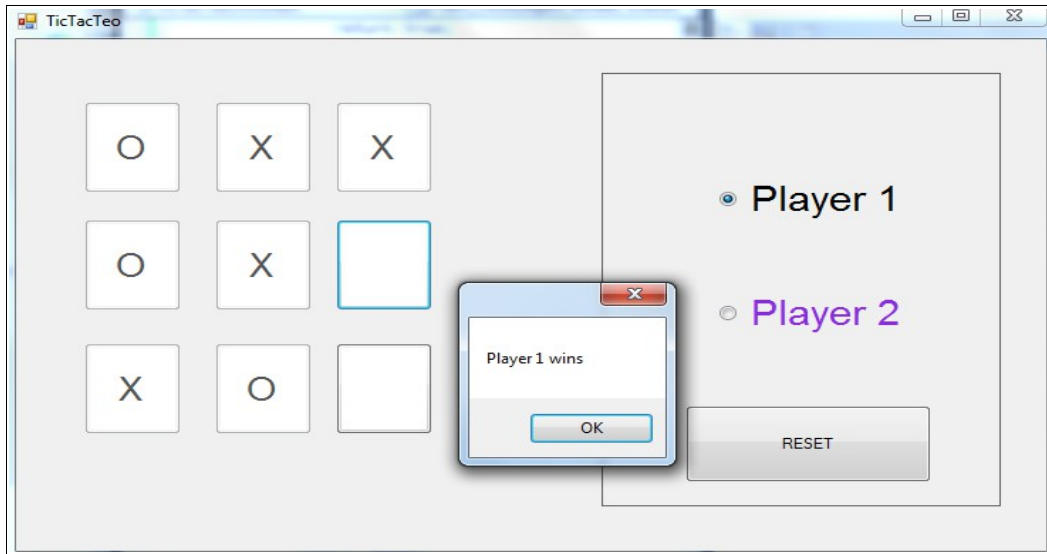 TicTacTeo
O X X
O X
X O
Player 1
Player 2
Player 1 wins
OK
RESET